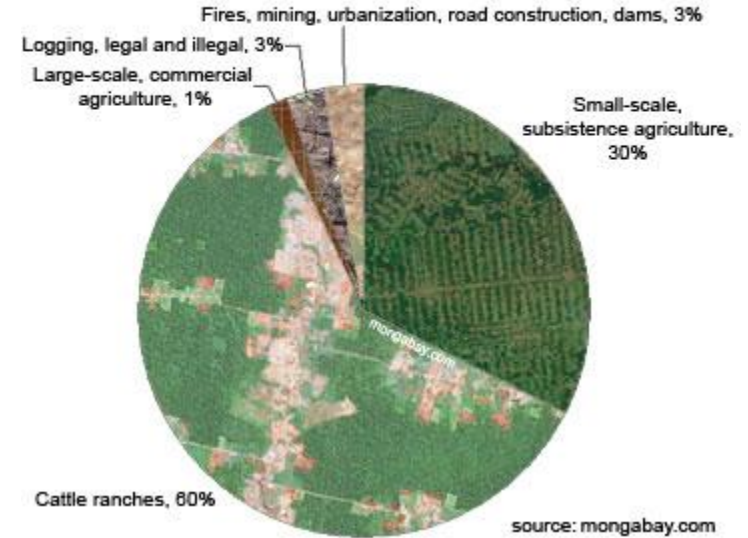 Fires, mining, urbanization, road construction, dams, 3%
Logging, legal and illegal, 3%
Large-scale, commercial
agriculture, 1%
Small-scale,
subsistence agriculture,
30%
mongabay.com
Cattle ranches, 60%
source: mongabay.com